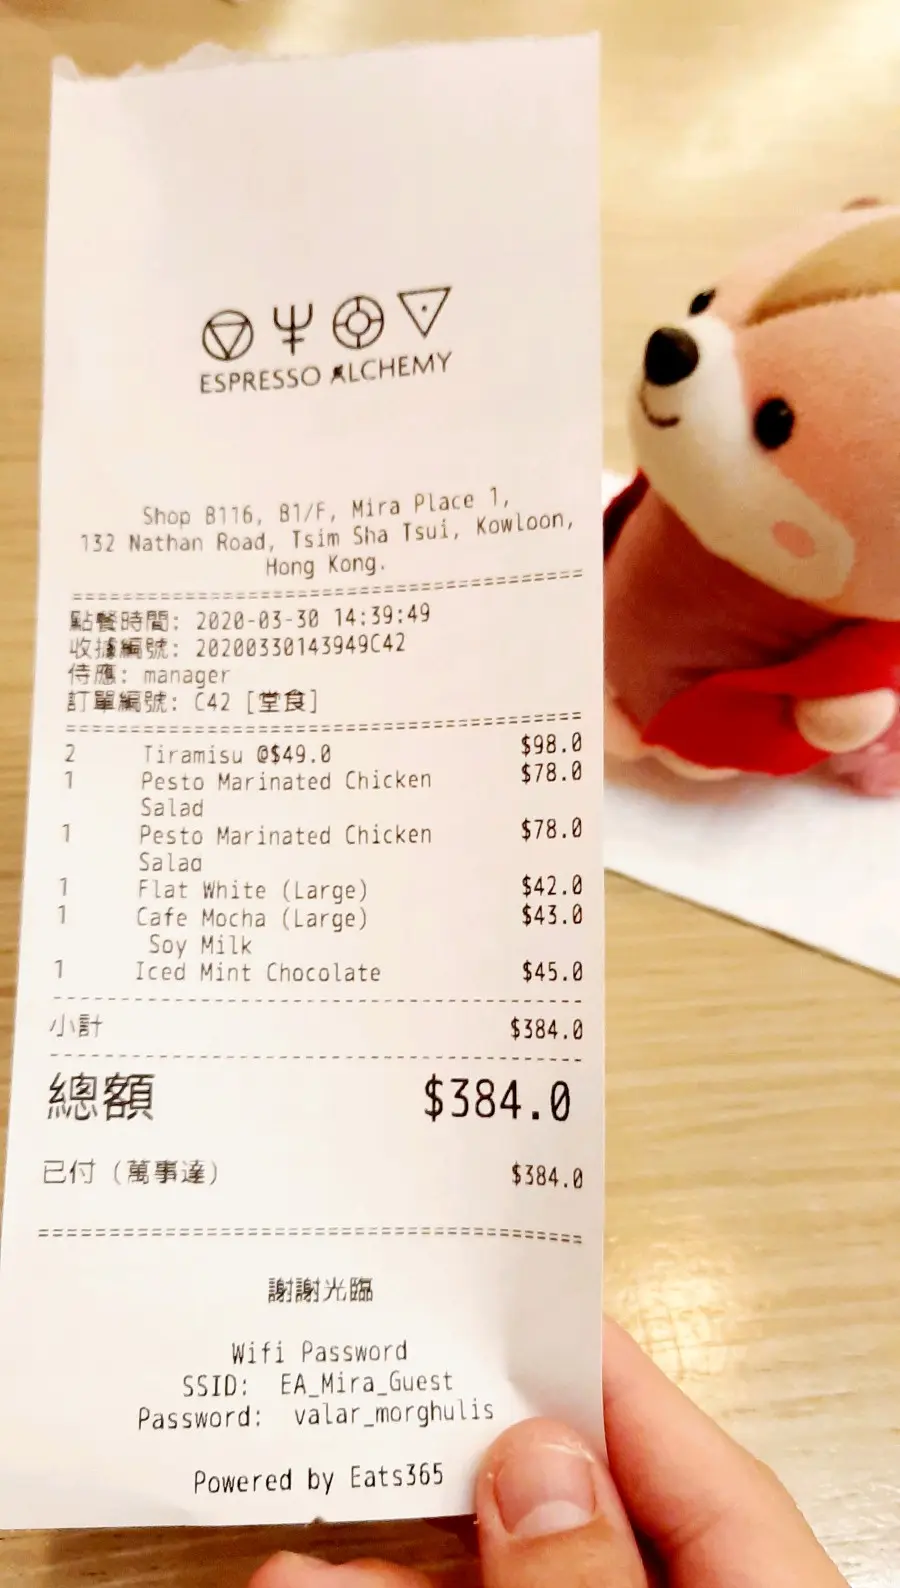 ESPRESSO ALCHEMY
Shop B116, B1/F, Mira Place 1,
132 Nathan Road, Tsim Sha Tsui, Kowloon,
Hong Kong.
點餐時間: 2020-03-30 14:39:49
收據編號: 20200330143949C42
侍應: manager
訂單編號: C42 [堂食]
2 Tiramisu @$49.0 $98.0
1 Pesto Marinated Chicken $78.0
Salad
1 Pesto Marinated Chicken $78.0
Salad
1 Flat White (Large) $42.0
1 Cafe Mocha (Large) $43.0
Soy Milk
1 Iced Mint Chocolate $45.0
小計 $384.0
總額 $384.0
已付 (萬事達) $384.0
謝謝光臨
Wifi Password
SSID: EA_Mira_Guest
Password: valar_morghulis
Powered by Eats365